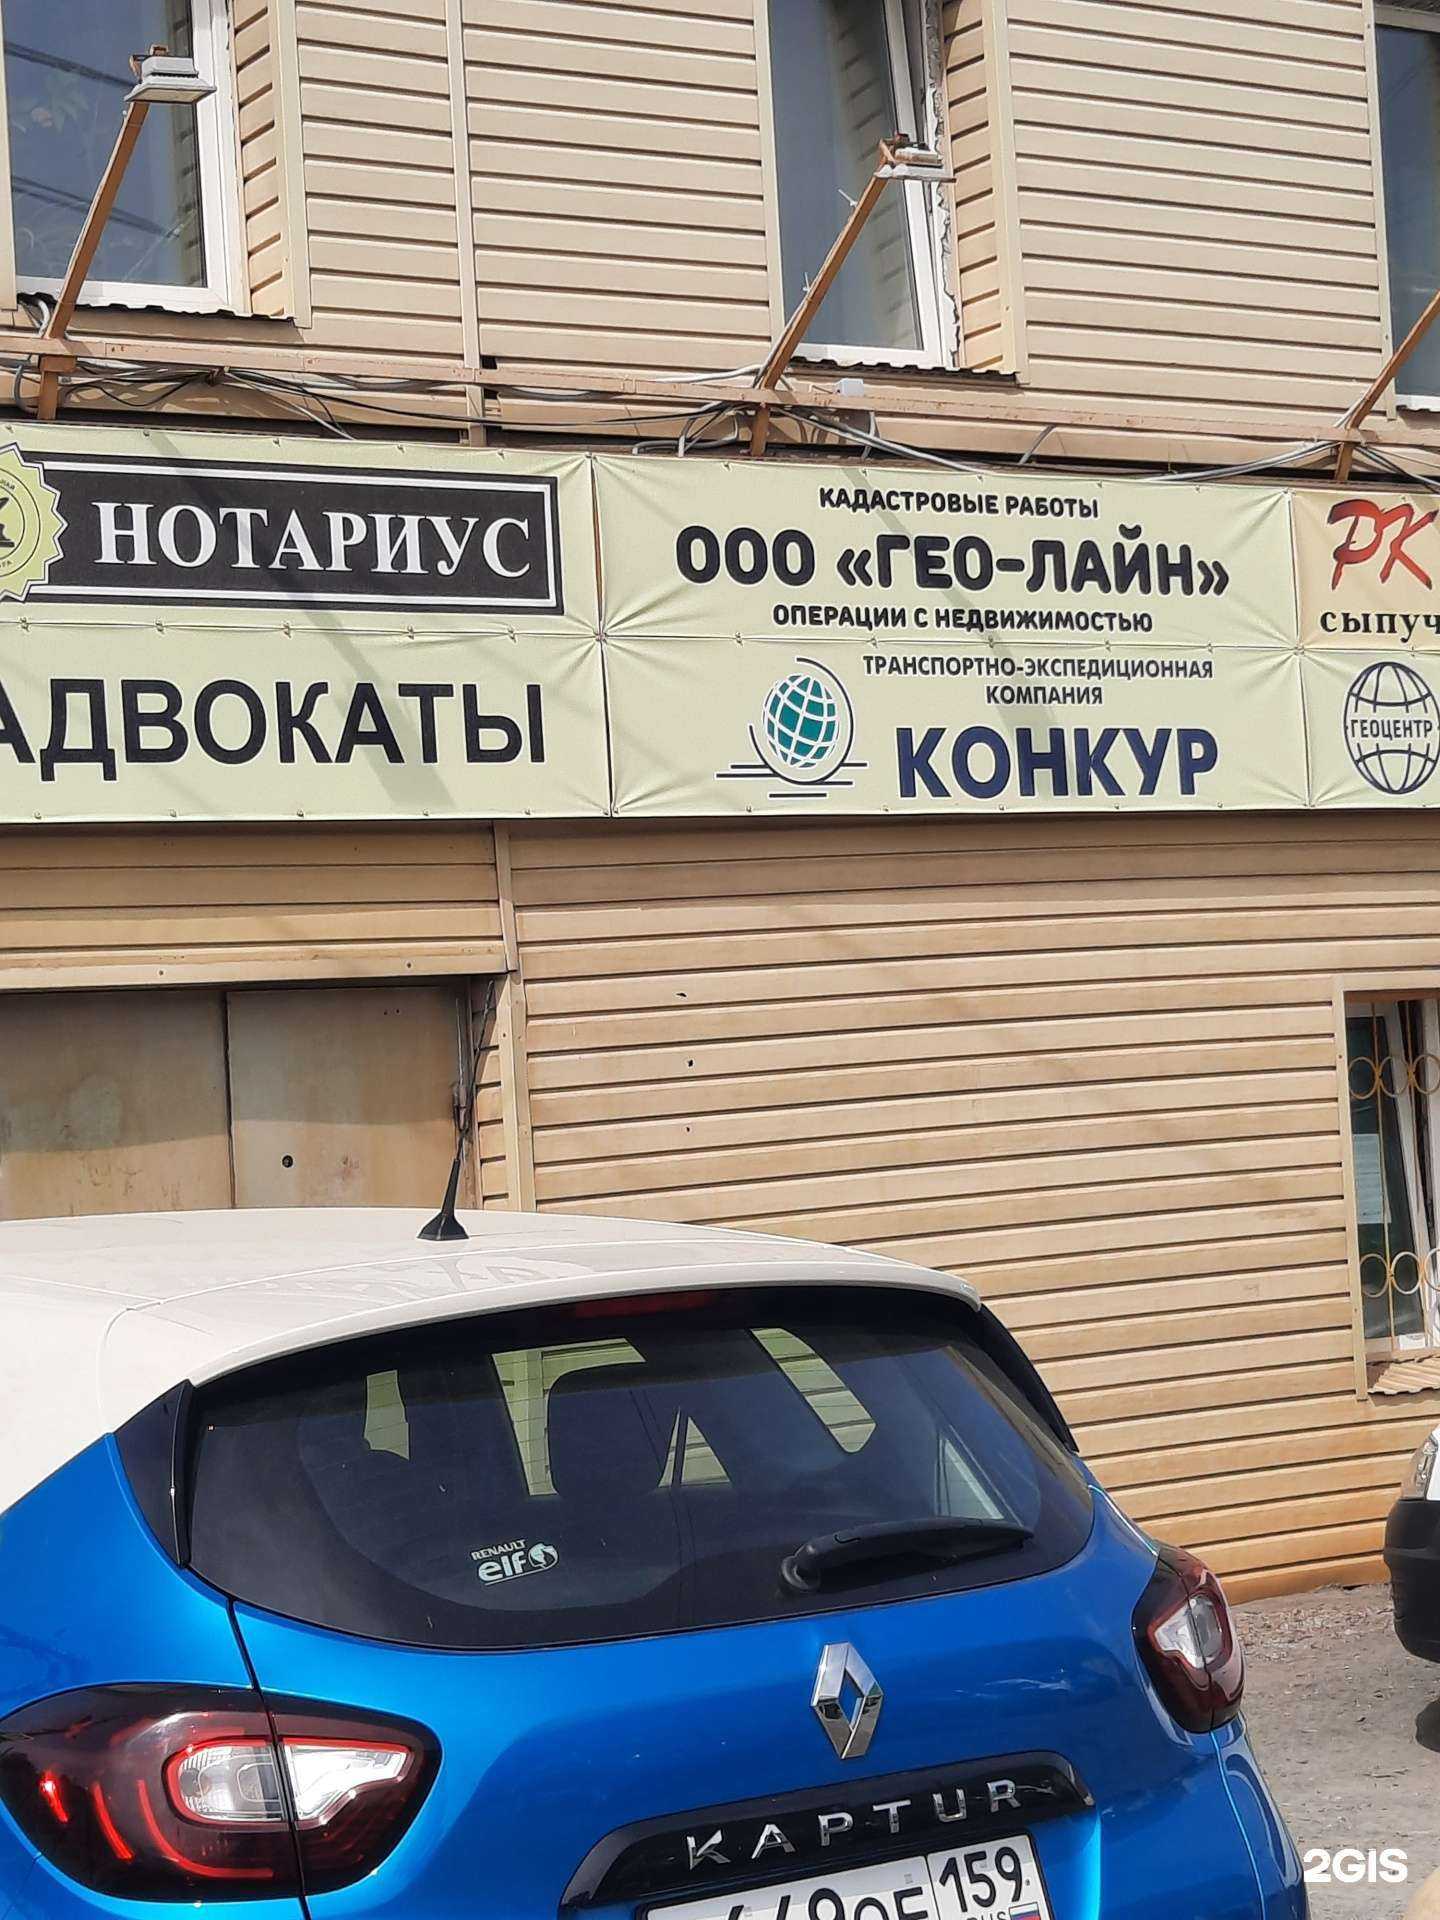 НОТАРИУС
АДВОКАТЫ
КАДАСТРОВЫЕ РАБОТЫ
ООО «ГЕО-ЛАЙН»
ОПЕРАЦИИ С НЕДВИЖИМОСТЬЮ
ТРАНСПОРТНО-ЭКСПЕДИЦИОННАЯ
КОМПАНИЯ
КОНКУР
РК
сыпуч
ГЕОЦЕНТР
RENAULT
elf
KAPTUR
159
RUS
2GIS